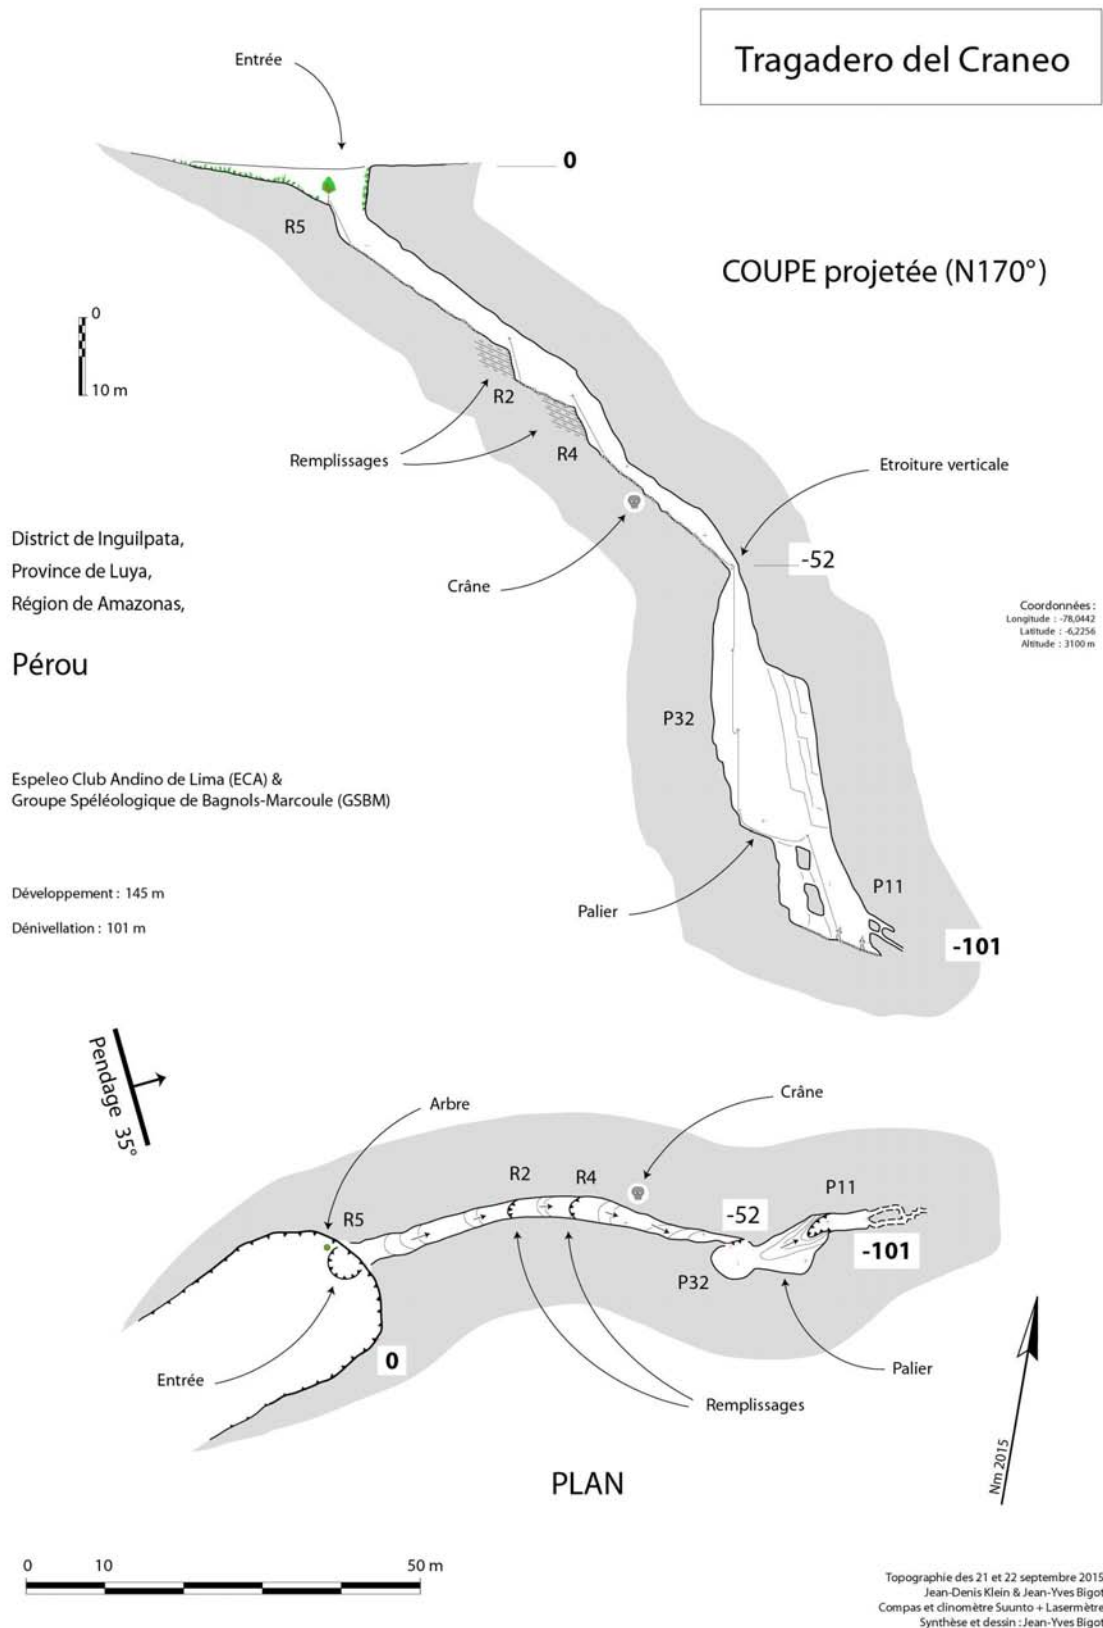 Tragadero del Craneo
Entrée
0
R5
COUPE projetée (N170°)
0
10 m
R2
Remplissages
R4
Etroiture verticale
-52
Crâne
District de Inguilpata,
Province de Luya,
Région de Amazonas,
Pérou
Coordonnées :
Longitude : -78,0442
Latitude : -6,2256
Altitude : 3100 m
P32
Espeleo Club Andino de Lima (ECA) &
Groupe Spéléologique de Bagnols-Marcoule (GSBM)
Développement : 145 m
Dénivellation : 101 m
P11
Palier
-101
Pendage 35°
Arbre
Crâne
R5
R2
R4
P11
-52
-101
P32
Entrée
0
Palier
Remplissages
Nm 2015
PLAN
0 10 50 m
Topographie des 21 et 22 septembre 2015
Jean-Denis Klein & Jean-Yves Bigot
Compas et clinomètre Suunto + Lasermètre
Synthèse et dessin : Jean-Yves Bigot